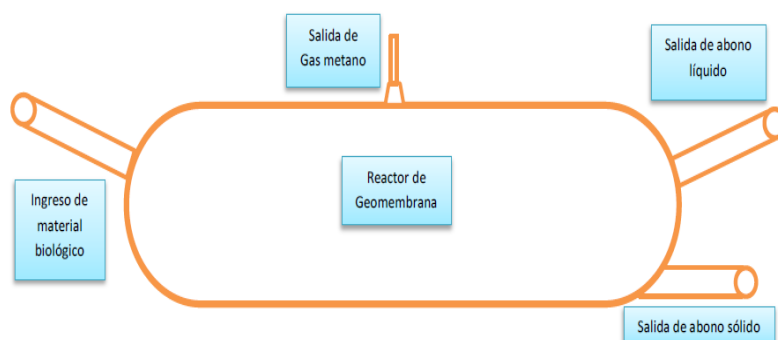 Salida de
Gas metano
Salida de abono
líquido
Reactor de
Geomembrana
Ingreso de
material
biológico
Salida de abono sólido